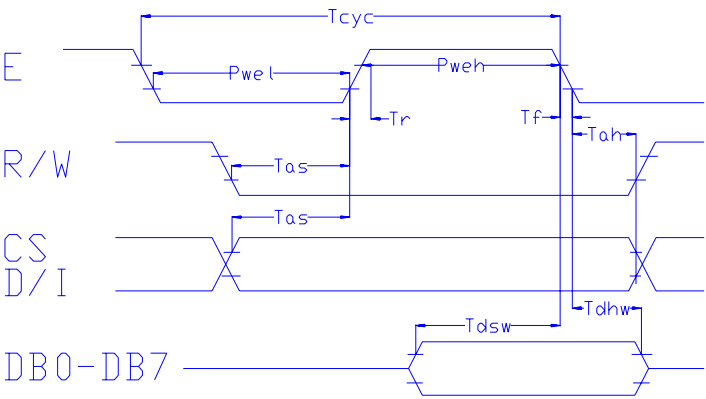 Tcyc
E
Pwel
Pweh
Tr
Tf
Tah
R/W
Tas
Tas
CS
D/I
Tdhw
Tdsw
DB0-DB7